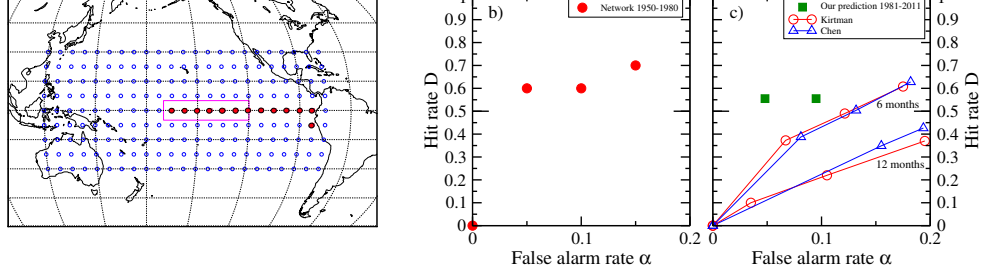 b)
Network 1950-1980
Hit rate D
0.9
0.8
0.7
0.6
0.5
0.4
0.3
0.2
0.1
0
0
0.1
0.2
False alarm rate α
c)
Our prediction 1981-2011
Kirtman
Chen
6 months
12 months
0.9
0.8
0.7
0.6
0.5
0.4
0.3
0.2
0.1
0
Hit rate D
0
0.1
0.2
False alarm rate α